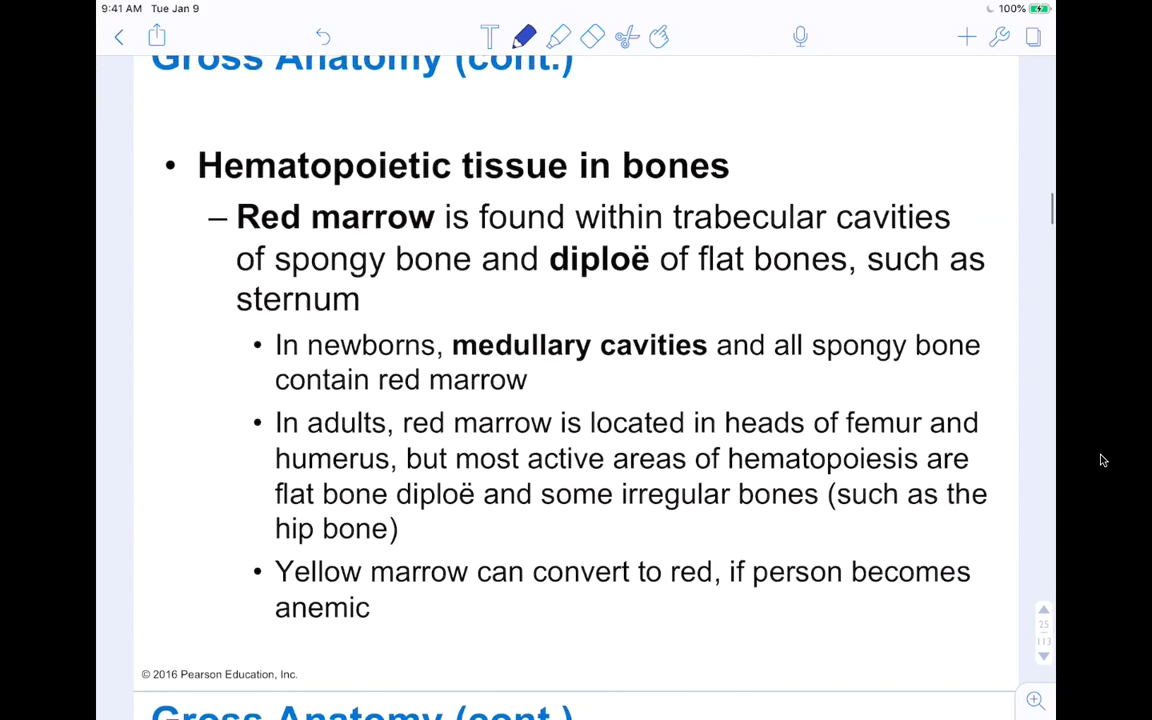 9:41 AM Tue Jan 9
100%
Gross Anatomy (cont.)
• Hematopoietic tissue in bones
– Red marrow is found within trabecular cavities
of spongy bone and diploë of flat bones, such as
sternum
• In newborns, medullary cavities and all spongy bone
contain red marrow
• In adults, red marrow is located in heads of femur and
humerus, but most active areas of hematopoiesis are
flat bone diploë and some irregular bones (such as the
hip bone)
• Yellow marrow can convert to red, if person becomes
anemic
25
113
© 2016 Pearson Education, Inc.
Gross Anatomy (cont.)